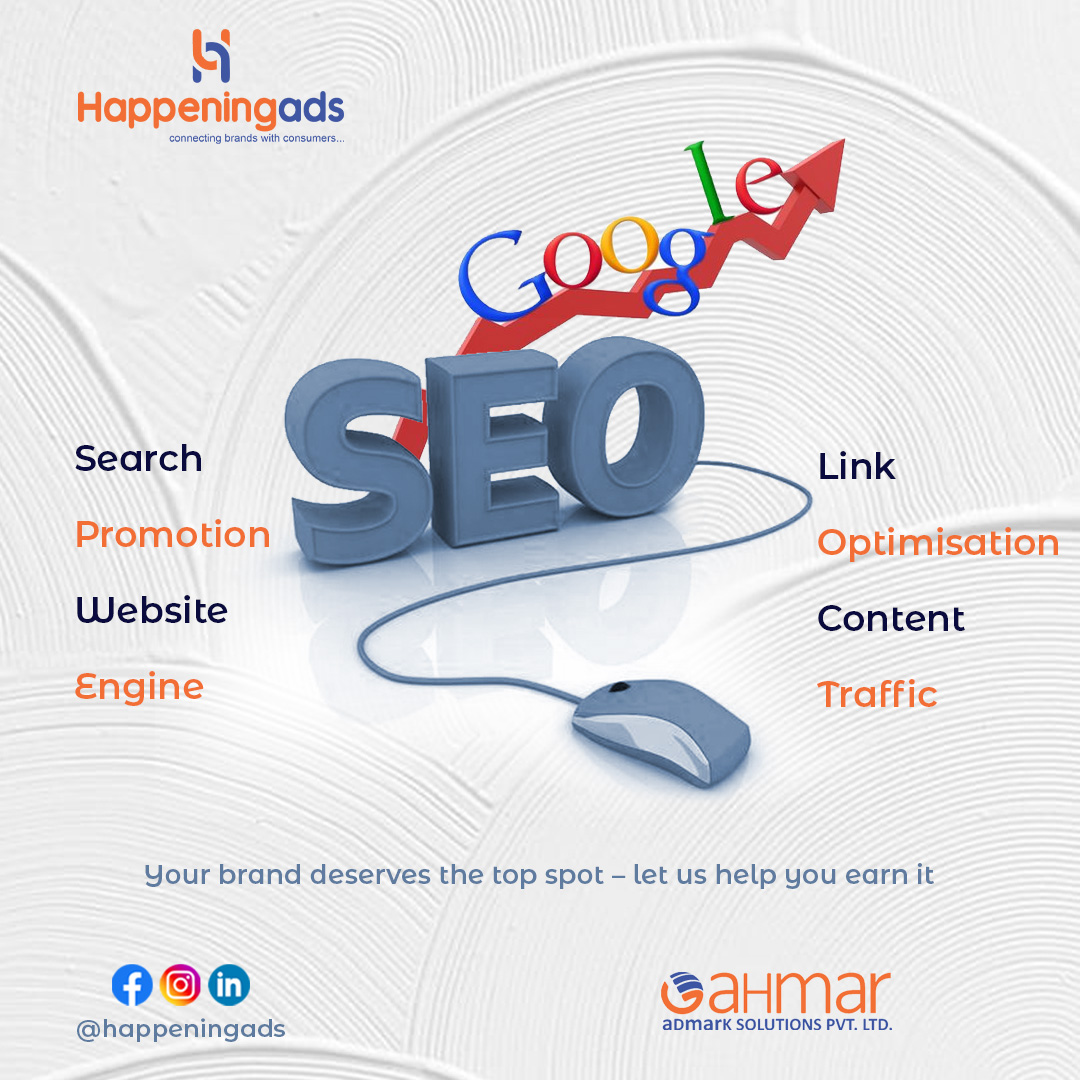 Happeningads
connecting brands with consumers...
Google
SEO
Search
Promotion
Website
Engine
Link
Optimisation
Content
Traffic
Your brand deserves the top spot – let us help you earn it
@happeningads
aHmar
aDmarK SOLUTIONS PVT. LTD.